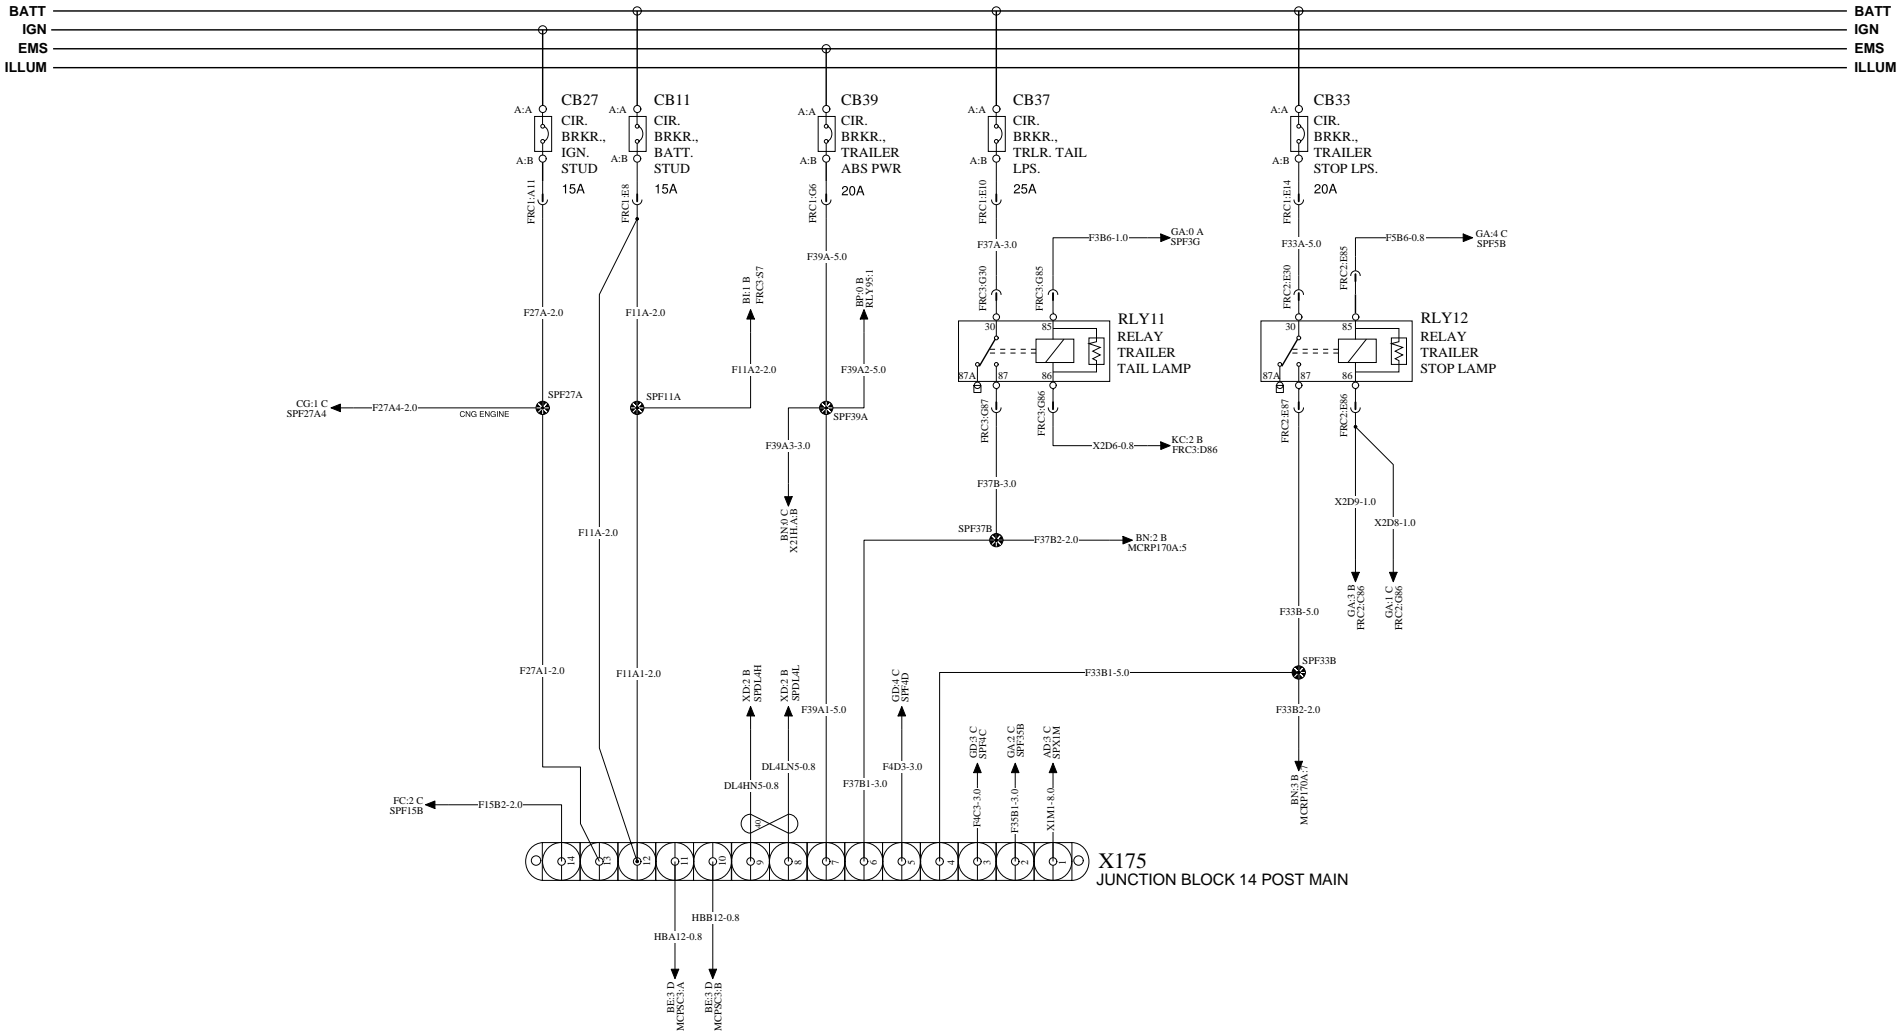 BATT
BATT
IGN
IGN
EMS
EMS
ILLUM
ILLUM
A:A
CB27
CIR.
BRKR.,
IGN.
STUD
15A
A:B
FRC1:A11
A:A
CB11
CIR.
BRKR.,
BATT.
STUD
15A
A:B
FRC1:E8
A:A
CB39
CIR.
BRKR.,
TRAILER
ABS PWR
20A
A:B
FRC1:G6
A:A
CB37
CIR.
BRKR.,
TRLR. TAIL
LPS.
25A
A:B
FRC1:E10
A:A
CB33
CIR.
BRKR.,
TRAILER
STOP LPS.
20A
A:B
FRC1:E14
F37A-3.0
F3B6-1.0
GA:0 A
SPF3G
F33A-5.0
F5B6-0.8
GA:4 C
SPF5B
F39A-5.0
FRC3:G30
FRC3:G85
FRC2:E30
FRC2:E85
BI:1 B
FRC3:S7
BP:0 B
RLY95:1
F27A-2.0
F11A-2.0
30
85
87A
87
86
RLY11
RELAY
TRAILER
TAIL LAMP
30
85
87A
87
86
RLY12
RELAY
TRAILER
STOP LAMP
F11A2-2.0
F39A2-5.0
CG:1 C
SPF27A4
F27A4-2.0
CNG ENGINE
SPF27A
SPF11A
SPF39A
FRC3:G87
FRC3:G86
FRC2:E87
FRC2:E86
F39A3-3.0
X2D6-0.8
KC:2 B
FRC3:D86
F37B-3.0
X2D9-1.0
X2D8-1.0
F11A-2.0
BN:0 C
X21H.A:B
SPF37B
F37B2-2.0
BN:2 B
MCRP170A:5
GA:3 B
FRC2:C86
GA:1 C
FRC2:G86
F33B-5.0
SPF33B
F27A1-2.0
F11A1-2.0
XD:2 B
SPDL4H
XD:2 B
SPDL4L
GD:4 C
SPF4D
F33B1-5.0
F39A1-5.0
F33B2-2.0
GD:3 C
SPF4C
GA:2 C
SPF35B
AD:3 C
SPX1M
DL4LN5-0.8
DL4HN5-0.8
F37B1-3.0
F4D3-3.0
F4C3-3.0
F35B1-3.0
X1M1-8.0
BN:3 B
MCRP170A:7
FC:2 C
SPF15B
F15B2-2.0
40
14
13
12
11
10
9
8
7
6
5
4
3
2
1
X175
JUNCTION BLOCK 14 POST MAIN
HBB12-0.8
HBA12-0.8
BE:3 D
MCPSC3:A
BE:3 D
MCPSC3:B